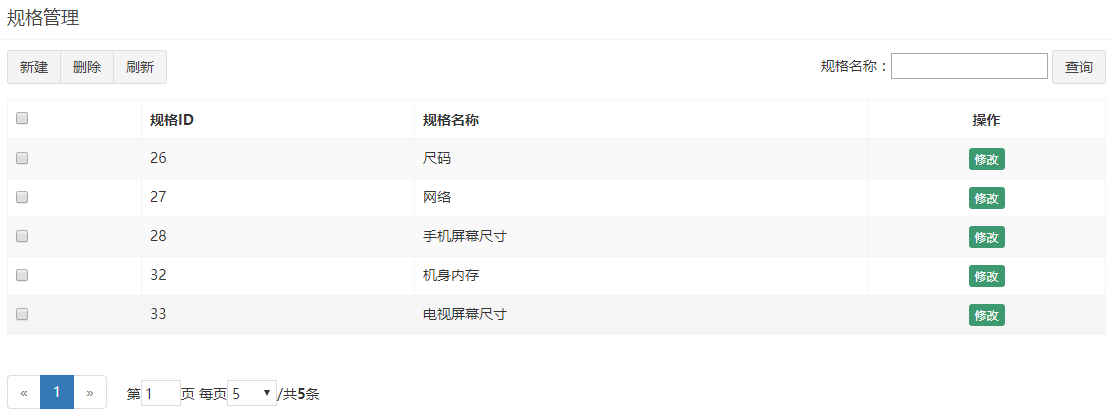 规格管理
新建 删除 刷新 规格名称： 查询
规格ID 规格名称 操作
26 尺码 修改
27 网络 修改
28 手机屏幕尺寸 修改
32 机身内存 修改
33 电视屏幕尺寸 修改
« 1 » 第1页 每页5/共5条